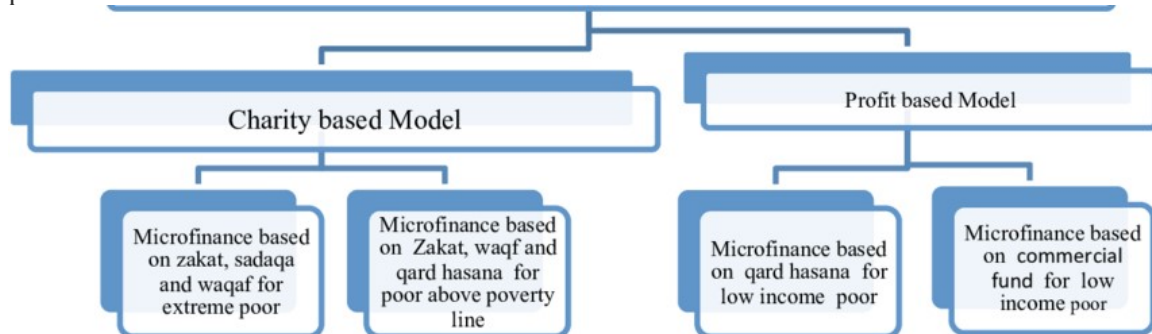 Charity based Model
Profit based Model
Microfinance based
on zakat, sadaqa
and waqaf for
extreme poor
Microfinance based
on Zakat, waqf and
qard hasana for
poor above poverty
line
Microfinance based
on qard hasana for
low income poor
Microfinance based
on commercial
fund for low
income poor